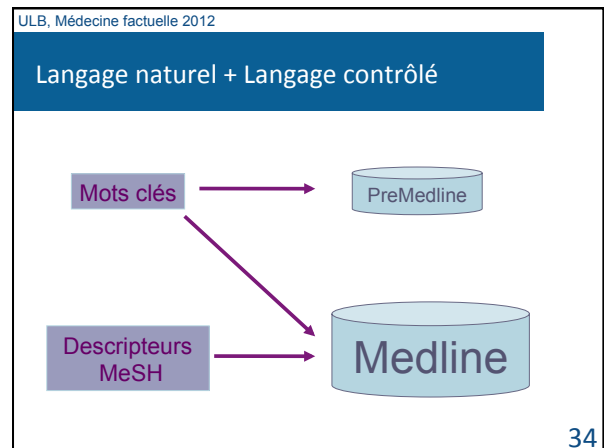 ULB, Médecine factuelle 2012
Langage naturel + Langage contrôlé
Mots clés
PreMedline
Descripteurs
MeSH
Medline
34